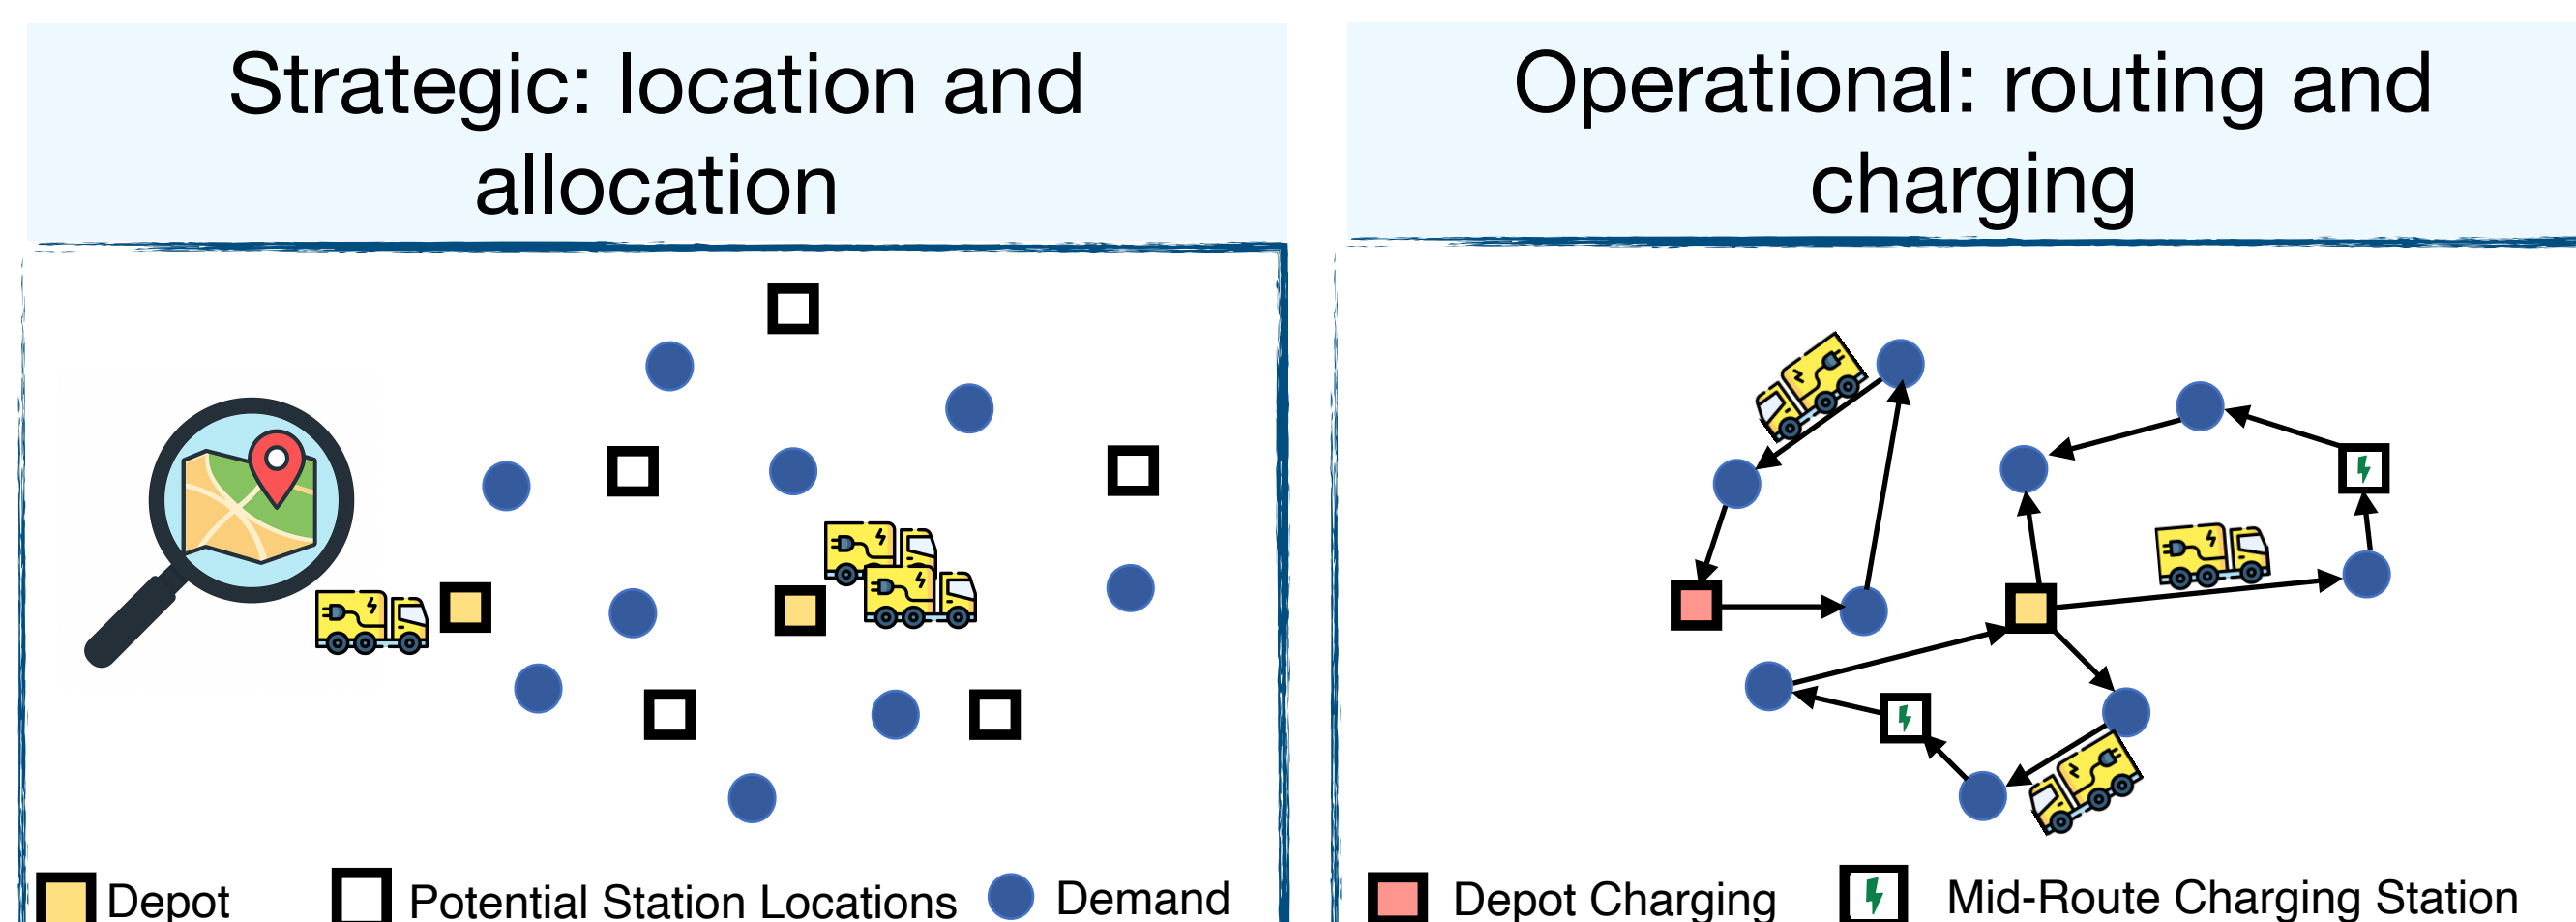 Strategic: location and
allocation
Operational: routing and
charging
Depot
Potential Station Locations
Demand
Depot Charging
Mid-Route Charging Station